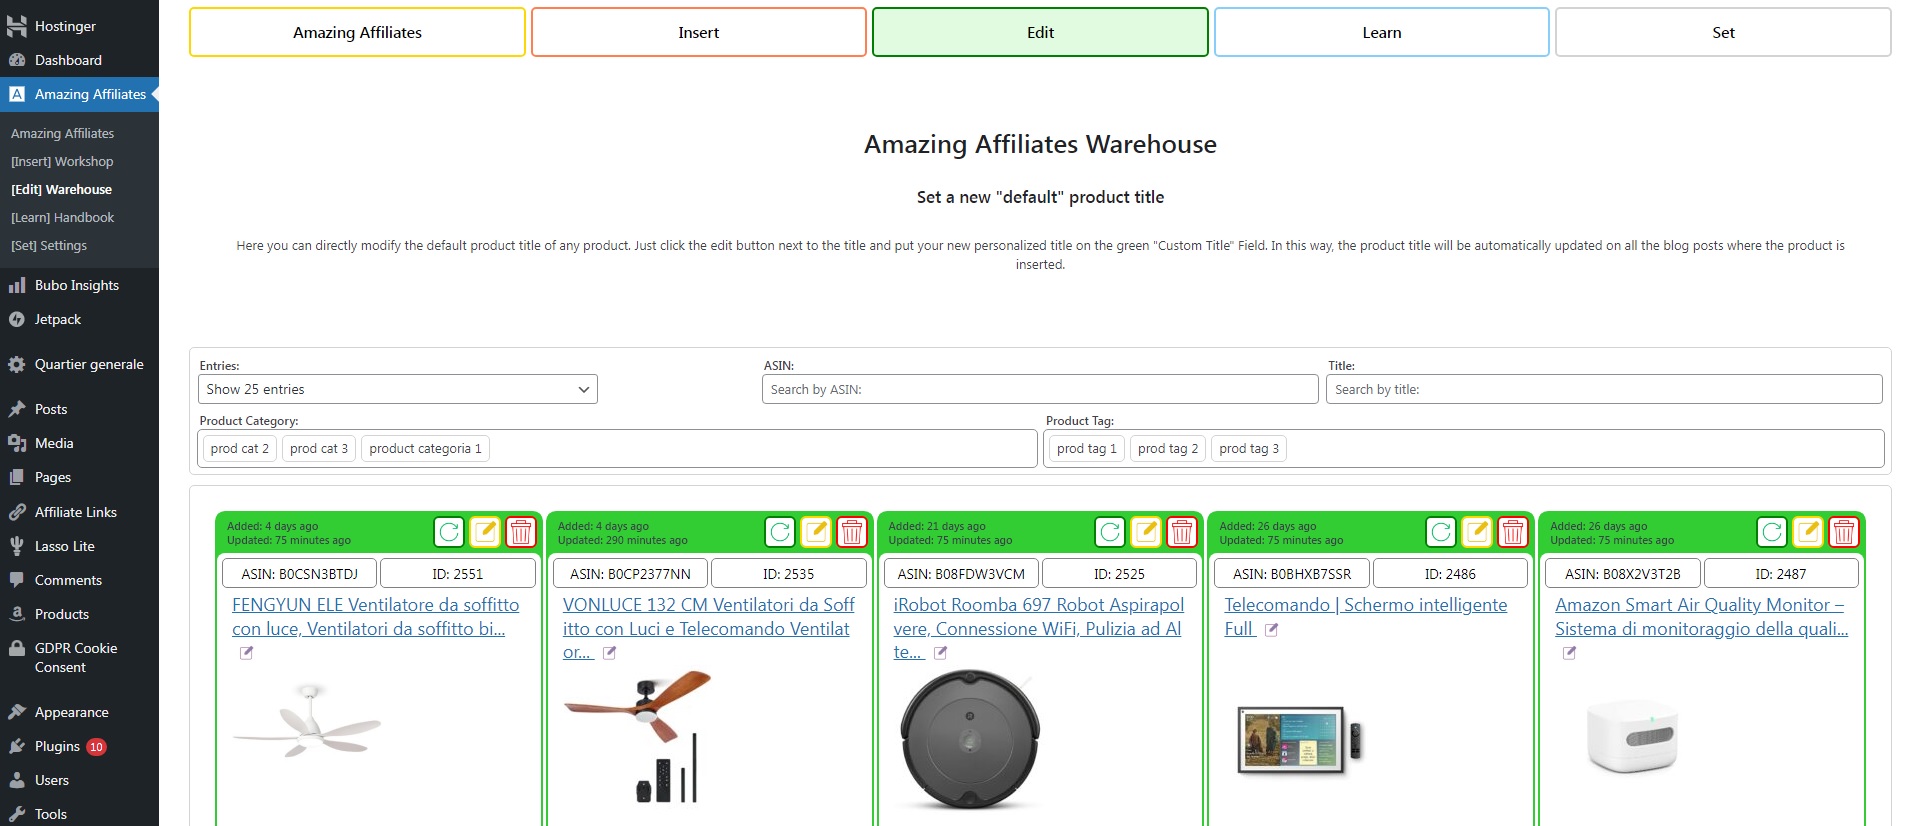 Hostinger
Dashboard
Amazing Affiliates
Amazing Affiliates
[Insert] Workshop
[Edit] Warehouse
[Learn] Handbook
[Set] Settings
Bubo Insights
Jetpack
Quartier generale
Posts
Media
Pages
Affiliate Links
Lasso Lite
Comments
Products
GDPR Cookie
Consent
Appearance
Plugins 10
Users
Tools
Amazing Affiliates
Insert
Edit
Learn
Set
Amazing Affiliates Warehouse
Set a new "default" product title
Here you can directly modify the default product title of any product. Just click the edit button next to the title and put your new personalized title on the green "Custom Title" Field. In this way, the product title will be automatically updated on all the blog posts where the product is
inserted.
Entries:
Show 25 entries
ASIN:
Search by ASIN:
Title:
Search by title:
Product Category:
prod cat 2 prod cat 3 product categoria 1
Product Tag:
prod tag 1 prod tag 2 prod tag 3
Added: 4 days ago
Updated: 75 minutes ago
ASIN: B0CSN3BTDJ ID: 2551
FENGYUN ELE Ventilatore da soffitto
con luce, Ventilatori da soffitto bi...
Added: 4 days ago
Updated: 290 minutes ago
ASIN: B0CP2377NN ID: 2535
VONLUCE 132 CM Ventilatori da Soff
itto con Luci e Telecomando Ventilat
or...
Added: 21 days ago
Updated: 75 minutes ago
ASIN: B08FDW3VCM ID: 2525
iRobot Roomba 697 Robot Aspirapol
vere, Connessione WiFi, Pulizia ad Al
te...
Added: 26 days ago
Updated: 75 minutes ago
ASIN: B0BHXB7SSR ID: 2486
Telecomando | Schermo intelligente
Full
Added: 26 days ago
Updated: 75 minutes ago
ASIN: B08X2V3T2B ID: 2487
Amazon Smart Air Quality Monitor –
Sistema di monitoraggio della quali...